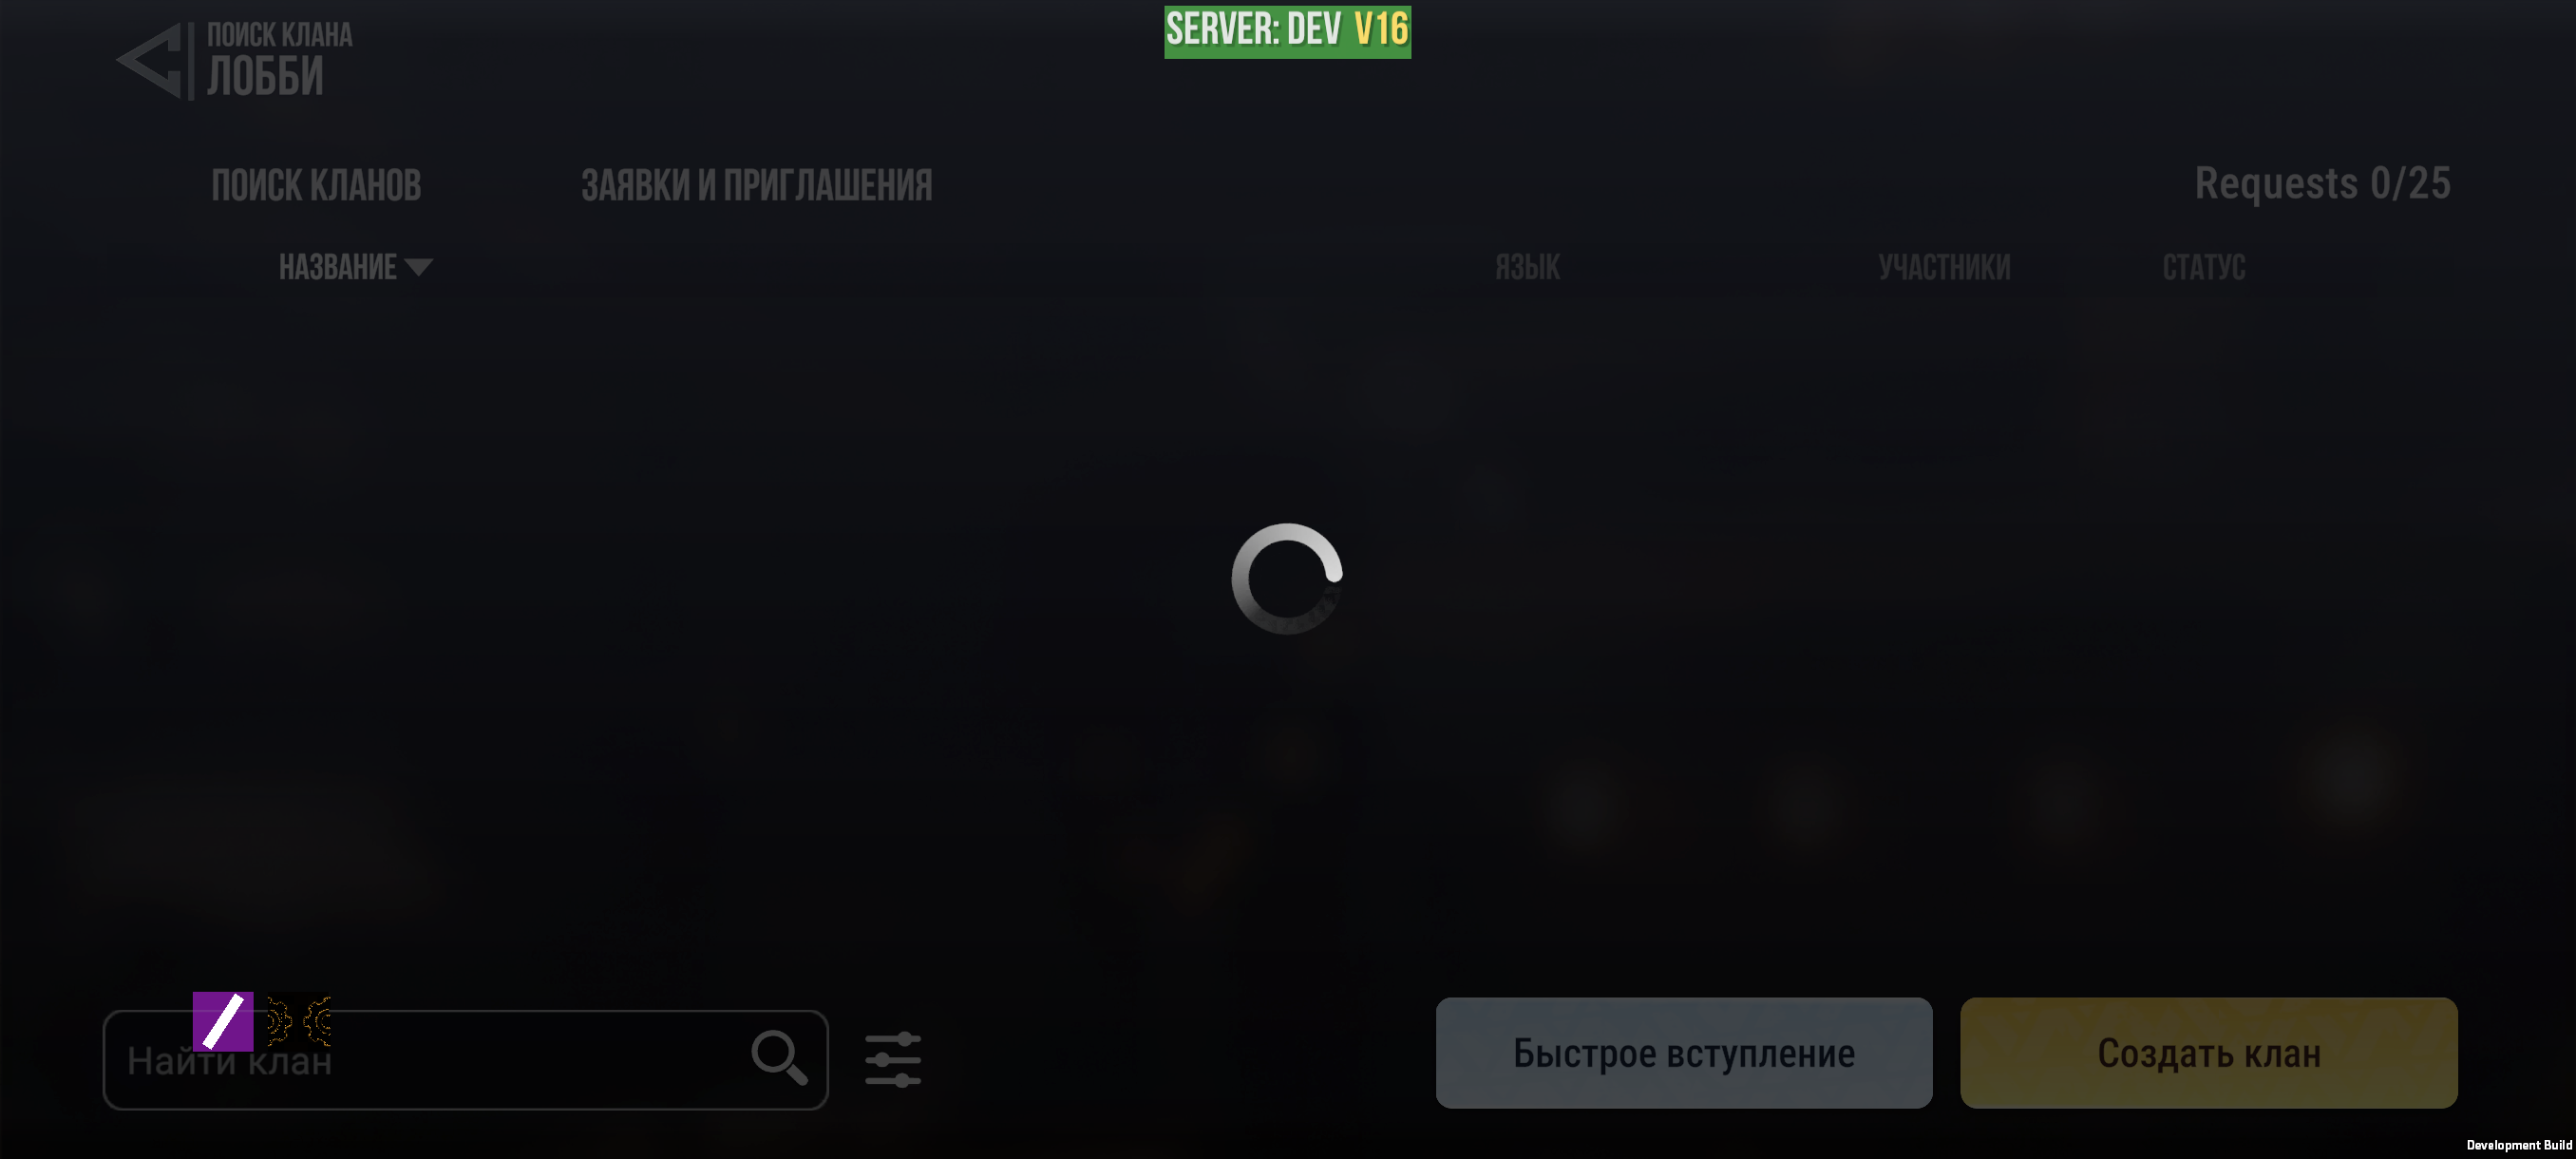 SERVER: DEV V16
ПОИСК КЛАНА
ЛОББИ
ПОИСК КЛАНОВ
ЗАЯВКИ И ПРИГЛАШЕНИЯ
Requests 0/25
НАЗВАНИЕ
ЯЗЫК
УЧАСТНИКИ
СТАТУС
Найти клан
Быстрое вступление
Создать клан
Development Build